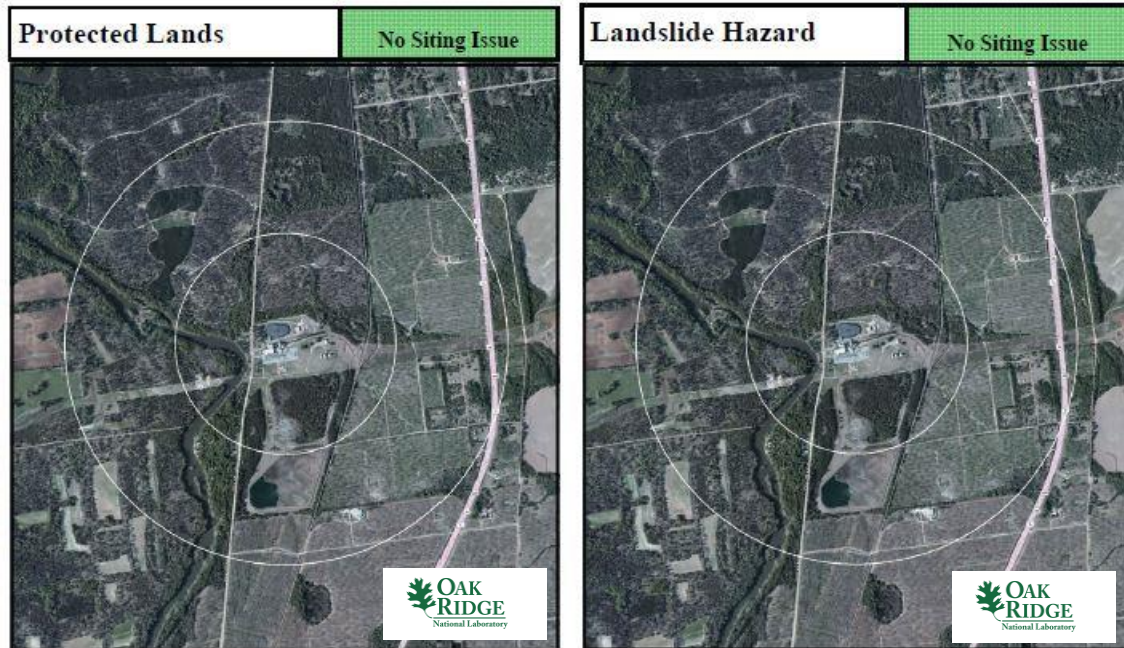 Protected Lands
No Siting Issue
Landslide Hazard
No Siting Issue
OAK
RIDGE
National Laboratory
OAK
RIDGE
National Laboratory